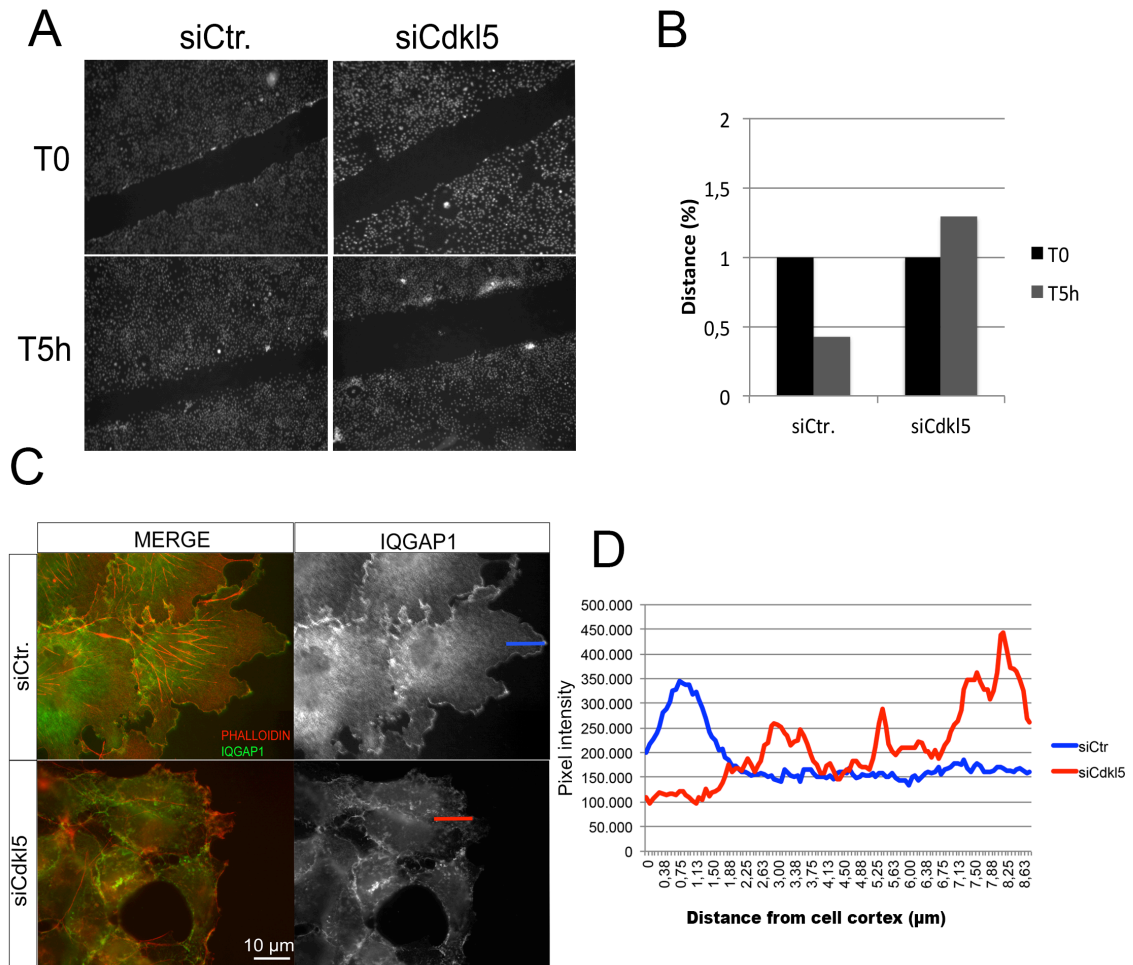 A
siCtr.
siCdkl5
T0
T5h
B
2
1,5
1
0,5
0
Distance (%)
siCtr.
siCdkl5
T0
T5h
C
MERGE
IQGAP1
siCtr.
PHALLOIDIN
IQGAP1
siCdkl5
10 µm
D
500.000
450.000
400.000
350.000
300.000
250.000
200.000
150.000
100.000
50.000
0
Pixel intensity
0 0,38 0,75 1,13 1,50 1,88 2,25 2,63 3,00 3,38 3,75 4,13 4,50 4,88 5,25 5,63 6,00 6,38 6,75 7,13 7,50 7,88 8,25 8,63
Distance from cell cortex (µm)
siCtr
siCdkl5